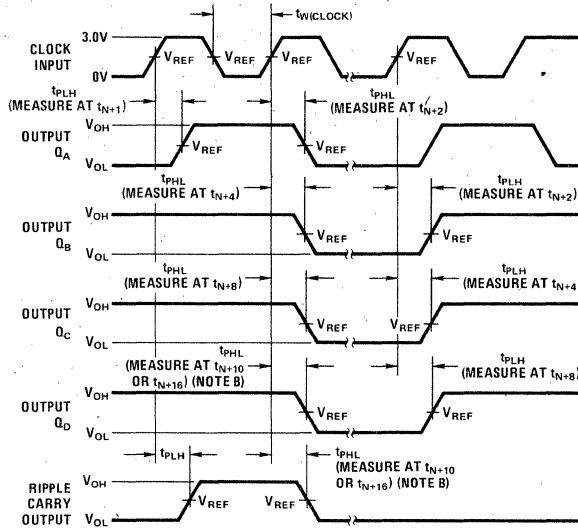 tW(CLOCK)
3.0V
CLOCK
INPUT
VREF
VREF
VREF
VREF
0V
tPLH
(MEASURE AT tN+1)
tPHL
(MEASURE AT tN+2)
VOH
OUTPUT
QA
VREF
VREF
VOL
tPHL
(MEASURE AT tN+4)
tPLH
(MEASURE AT tN+2)
VOH
OUTPUT
QB
VREF
VREF
VOL
tPHL
(MEASURE AT tN+8)
tPLH
(MEASURE AT tN+4
VOH
OUTPUT
QC
VREF
VREF
VOL
tPHL
(MEASURE AT tN+10
OR tN+16) (NOTE B)
tPLH
(MEASURE AT tN+8)
VOH
OUTPUT
QD
VREF
VREF
VOL
tPLH
tPHL
(MEASURE AT tN+10
OR tN+16) (NOTE B)
VOH
RIPPLE
CARRY
OUTPUT
VREF
VREF
VOL